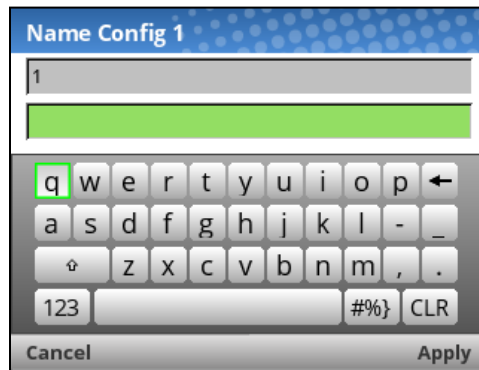 Name Config 1
1
q w e r t y u i o p ←
a s d f g h j k l - _
⇧ z x c v b n m , .
123 #%} CLR
Cancel Apply